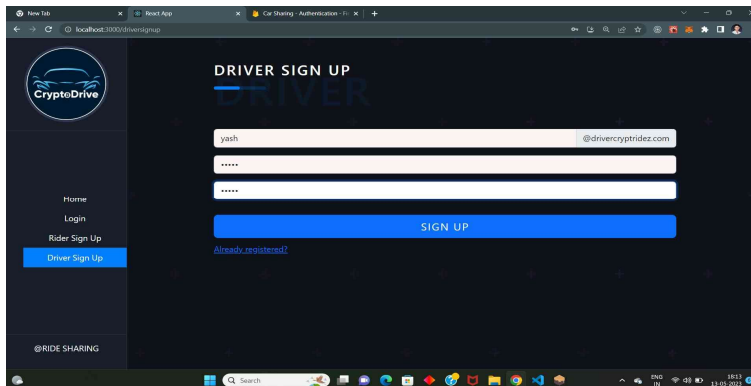 New Tab
React App
Car Sharing - Authentication - Fi
localhost:3000/driversignup
CryptoDrive
DRIVER SIGN UP
DRIVER
yash
@drivercryptridez.com
SIGN UP
Already registered?
Home
Login
Rider Sign Up
Driver Sign Up
@RIDE SHARING
Search
ENG
IN
18:13
13-05-2023